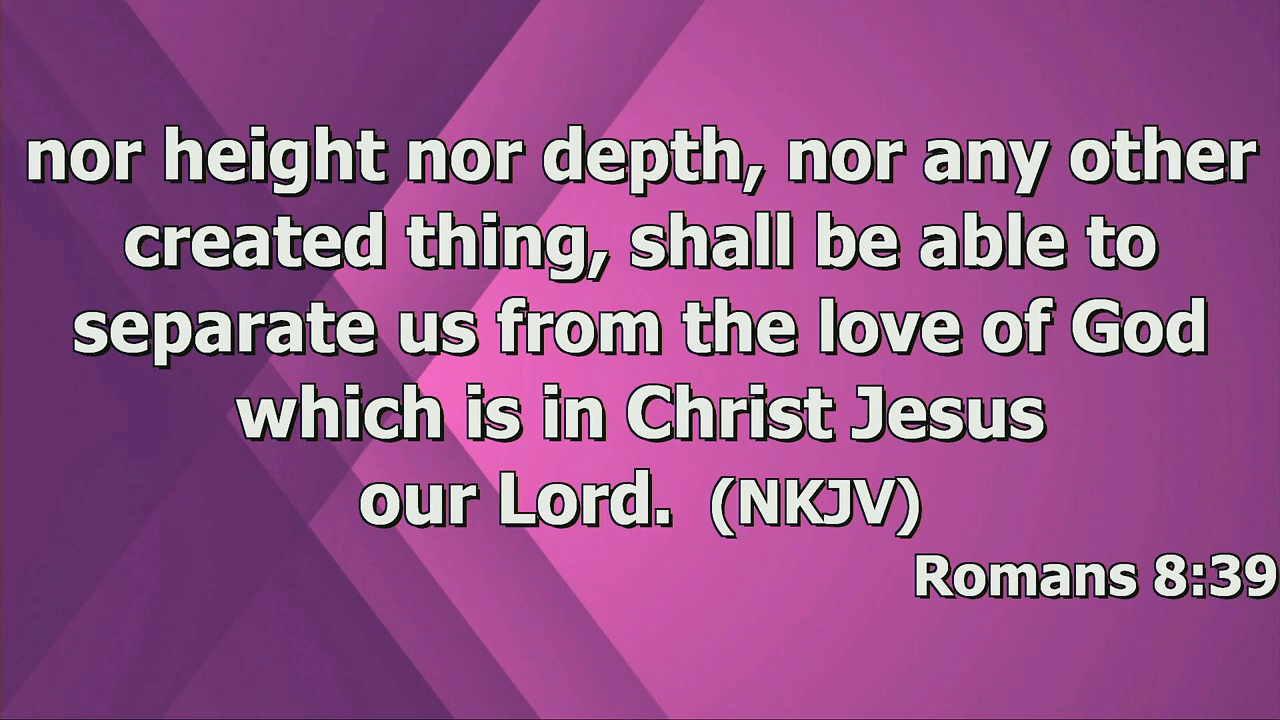 nor height nor depth, nor any other
created thing, shall be able to
separate us from the love of God
which is in Christ Jesus
our Lord. (NKJV)
Romans 8:39